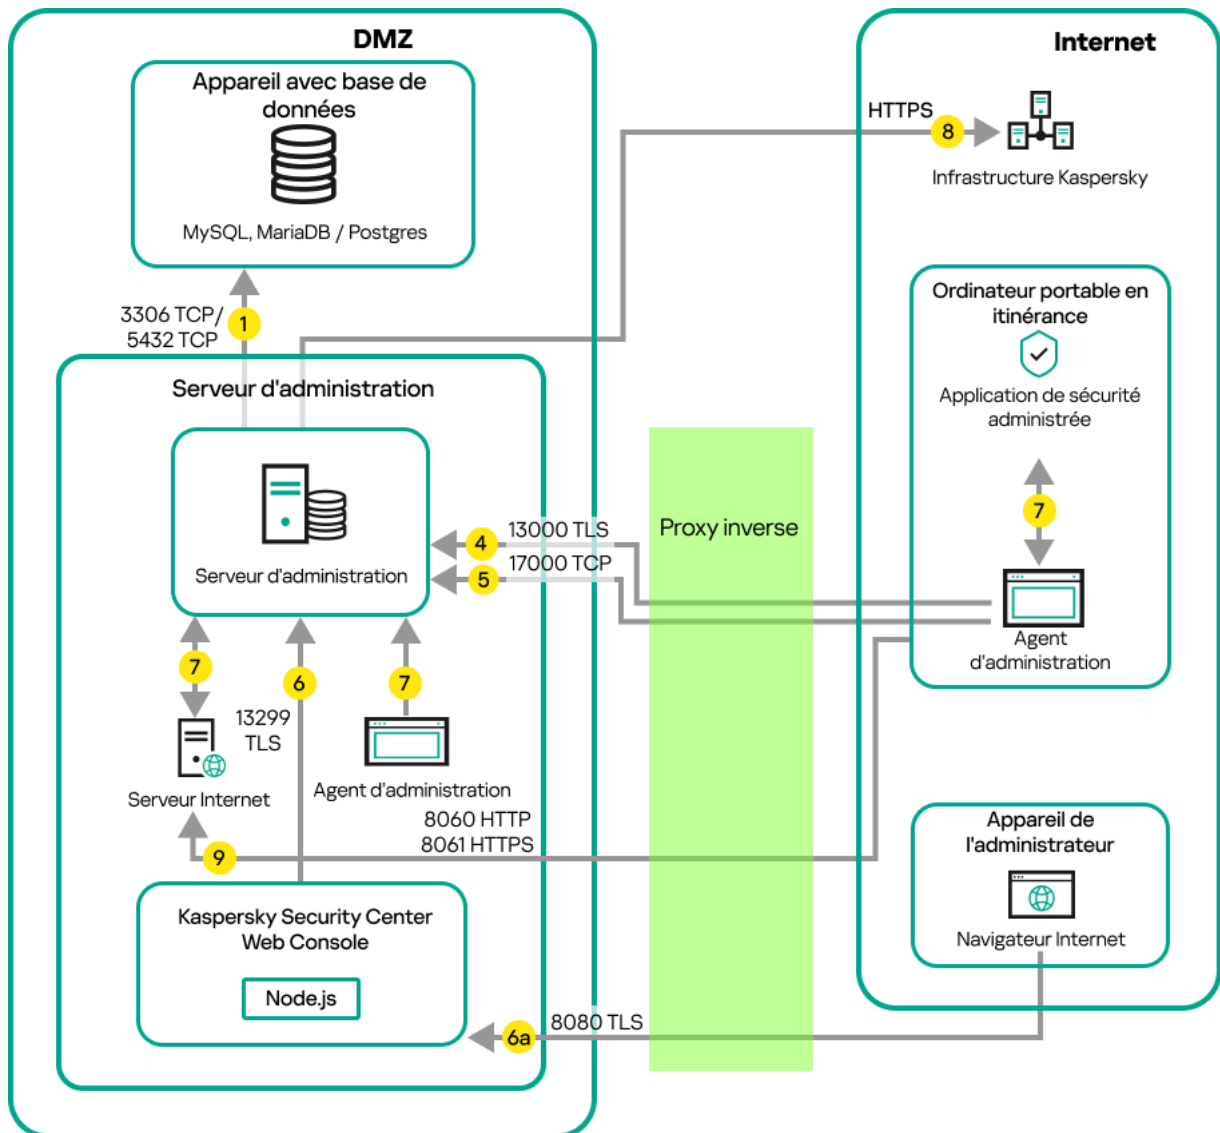 DMZ
Appareil avec base de
données
MySQL, MariaDB / Postgres
3306 TCP/
5432 TCP
1
Serveur d'administration
Serveur d'administration
4
13000 TLS
5
17000 TCP
7
6
7
13299
TLS
Serveur Internet
Agent d'administration
8060 HTTP
8061 HTTPS
9
Kaspersky Security Center
Web Console
Node.js
6a
8080 TLS
Proxy inverse
Internet
HTTPS
8
Infrastructure Kaspersky
Ordinateur portable en
itinérance
Application de sécurité
administrée
7
Agent
d'administration
Appareil de
l'administrateur
Navigateur Internet